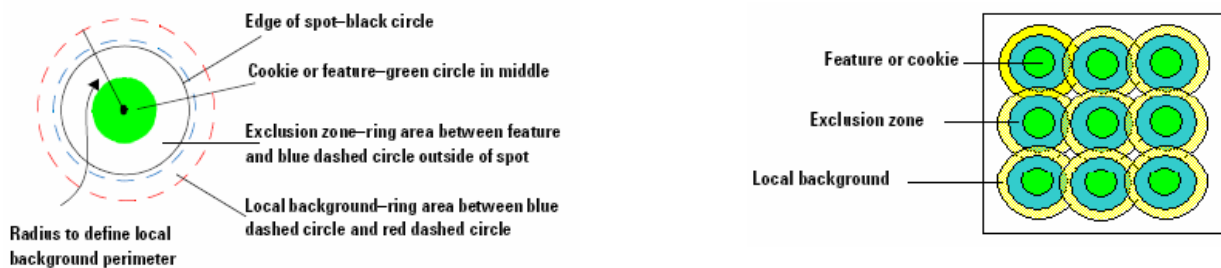 Edge of spot–black circle
Cookie or feature–green circle in middle
Exclusion zone–ring area between feature
and blue dashed circle outside of spot
Local background–ring area between blue
dashed circle and red dashed circle
Radius to define local
background perimeter
Feature or cookie
Exclusion zone
Local background